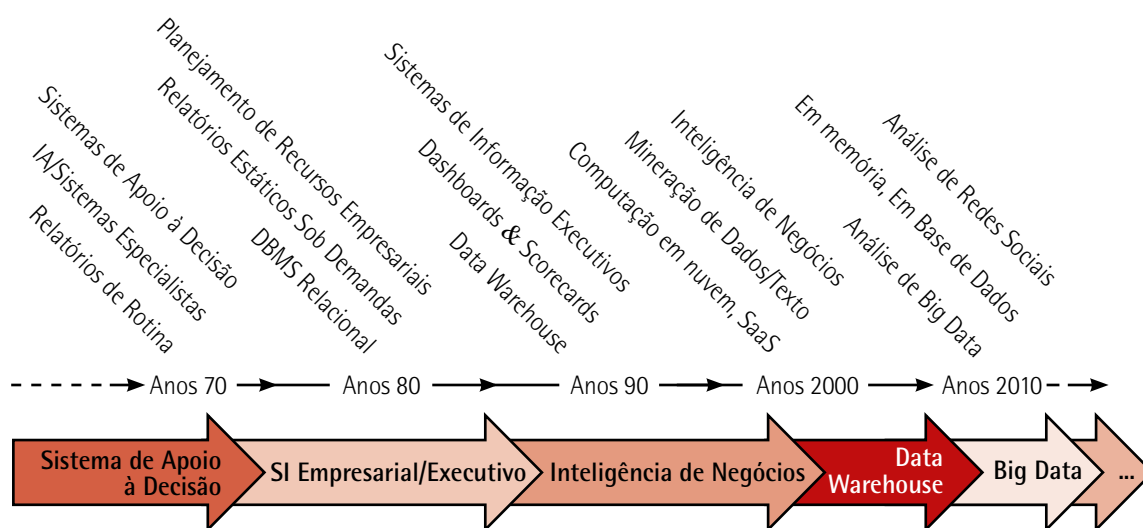 Sistemas de Apoio à Decisão
IA/Sistemas Especialistas
Relatórios de Rotina
Planejamento de Recursos Empresariais
Relatórios Estáticos Sob Demandas
DBMS Relacional
Sistemas de Informação Executivos
Dashboards & Scorecards
Data Warehouse
Computação em nuvem, SaaS
Mineração de Dados/Texto
Inteligência de Negócios
Em memória, Em Base de Dados
Análise de Big Data
Análise de Redes Sociais
Anos 70
Anos 80
Anos 90
Anos 2000
Anos 2010
Sistema de Apoio
à Decisão
SI Empresarial/Executivo
Inteligência de Negócios
Data
Warehouse
Big Data
...